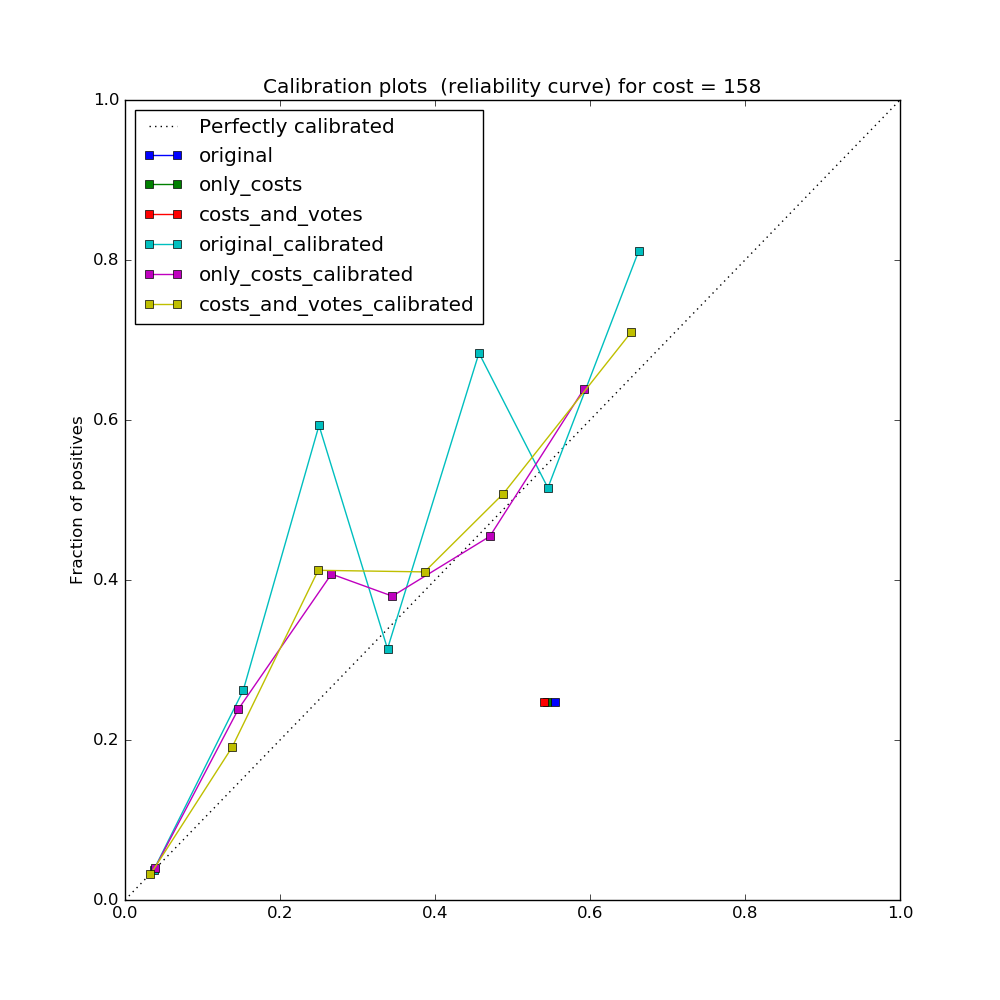 Calibration plots  (reliability curve) for cost = 158
1.0
Perfectly calibrated
original
only_costs
costs_and_votes
original_calibrated
only_costs_calibrated
costs_and_votes_calibrated
0.8
0.6
Fraction of positives
0.4
0.2
0.0
0.0 0.2 0.4 0.6 0.8 1.0